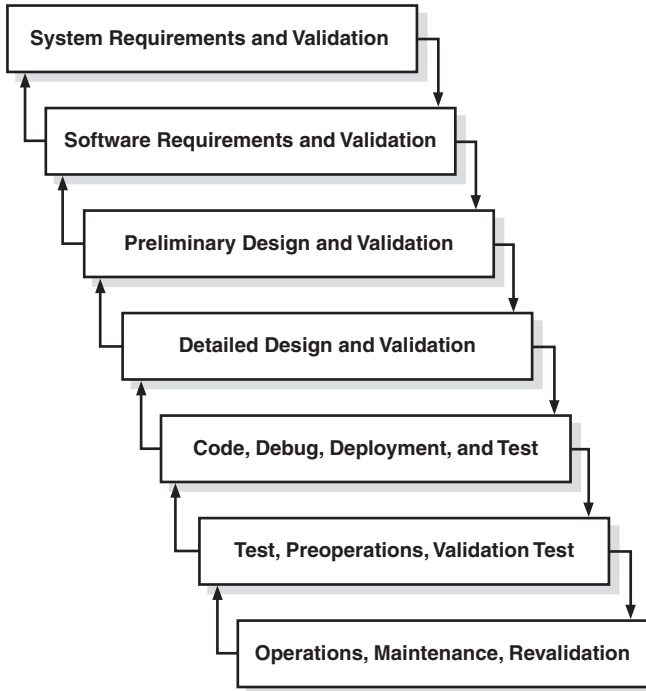 System Requirements and Validation
Software Requirements and Validation
Preliminary Design and Validation
Detailed Design and Validation
Code, Debug, Deployment, and Test
Test, Preoperations, Validation Test
Operations, Maintenance, Revalidation